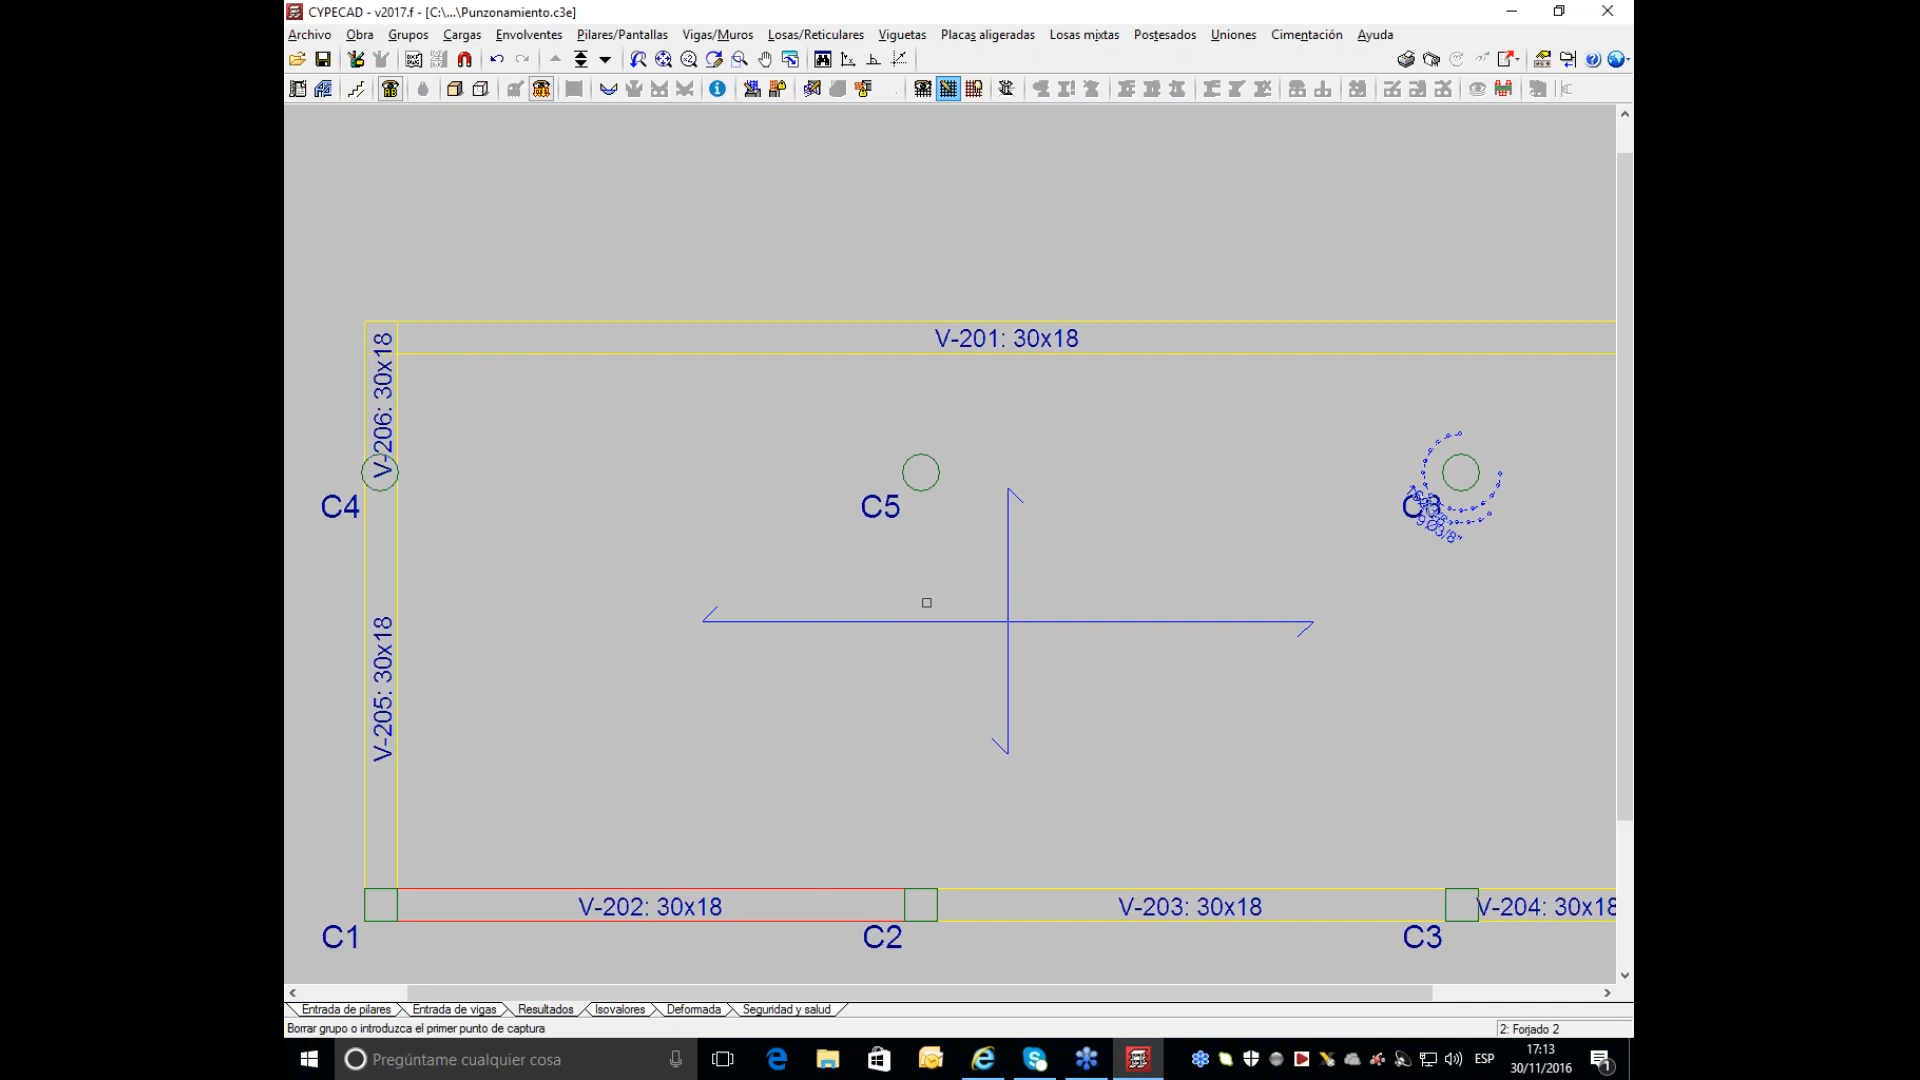 CYPECAD - v2017.f - [C:\...\Punzonamiento.c3e]
Archivo Obra Grupos Cargas Envolventes Pilares/Pantallas Vigas/Muros Losas/Reticulares Viguetas Placas aligeradas Losas mixtas Postesados Uniones Cimentación Ayuda
V-201: 30x18
V-206: 30x18
C4
C5
V-205: 30x18
V-202: 30x18
V-203: 30x18
V-204: 30x18
C1
C2
C3
Entrada de pilares Entrada de vigas Resultados Isovalores Deformada Seguridad y salud
Borrar grupo o introduzca el primer punto de captura
2: Forjado 2
Pregúntame cualquier cosa
ESP
17:13
30/11/2016
1